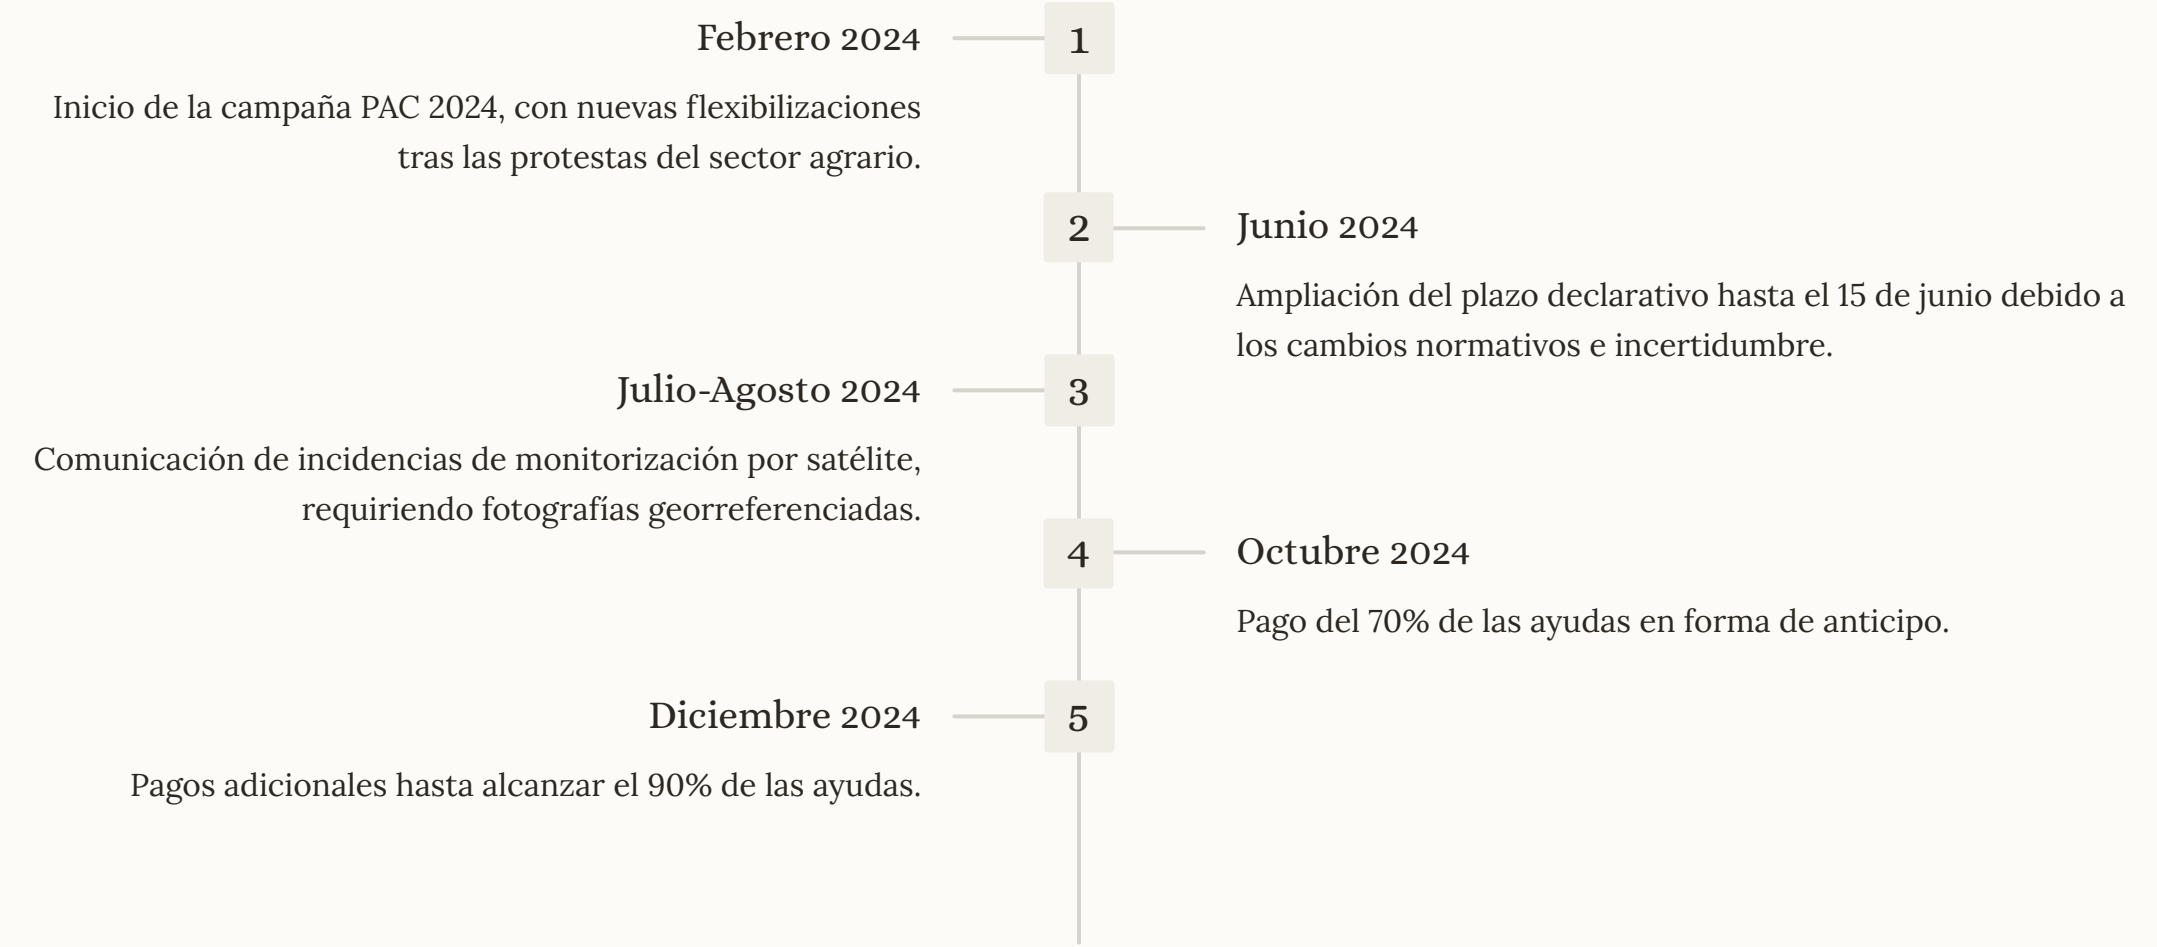 Febrero 2024
1
Inicio de la campaña PAC 2024, con nuevas flexibilizaciones
tras las protestas del sector agrario.
2
Junio 2024
Ampliación del plazo declarativo hasta el 15 de junio debido a
los cambios normativos e incertidumbre.
Julio-Agosto 2024
3
Comunicación de incidencias de monitorización por satélite,
requiriendo fotografías georreferenciadas.
4
Octubre 2024
Pago del 70% de las ayudas en forma de anticipo.
Diciembre 2024
5
Pagos adicionales hasta alcanzar el 90% de las ayudas.